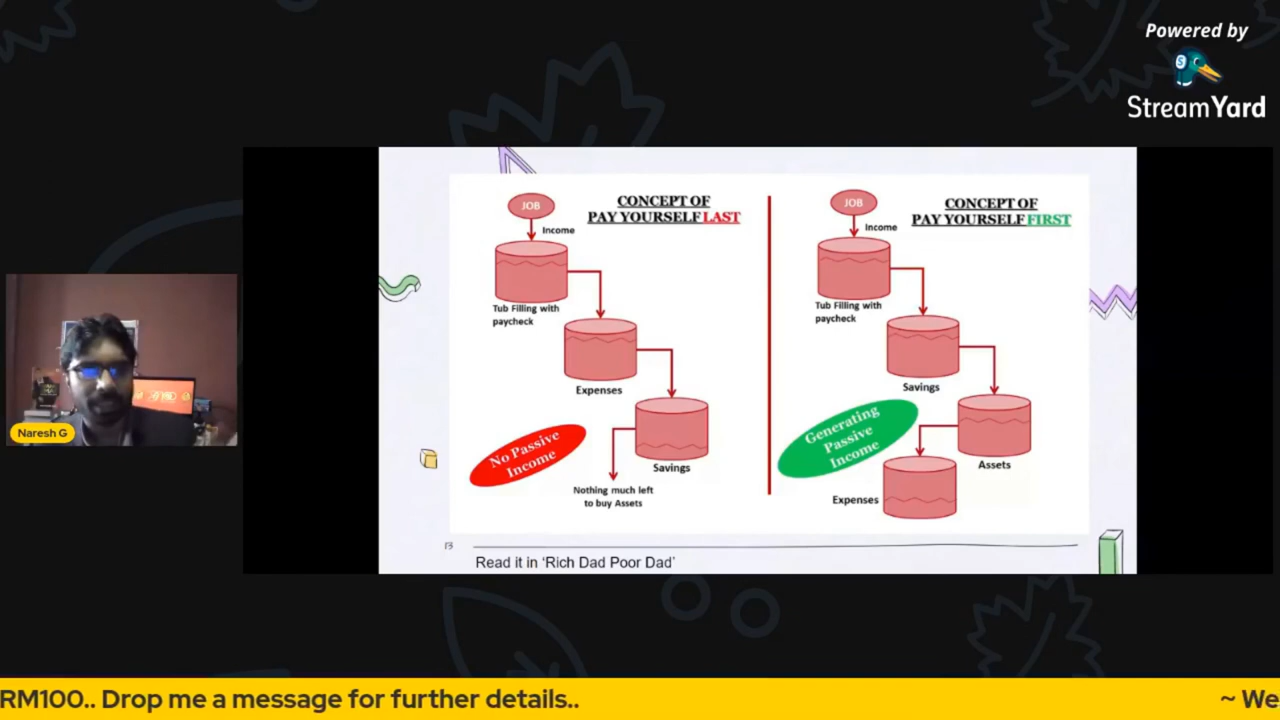 Powered by
StreamYard
JOB
CONCEPT OF
PAY YOURSELF LAST
Income
Tub Filling with
paycheck
Expenses
Savings
No Passive
Income
Nothing much left
to buy Assets
JOB
CONCEPT OF
PAY YOURSELF FIRST
Income
Tub Filling with
paycheck
Savings
Assets
Generating
Passive
Income
Expenses
13
Read it in ‘Rich Dad Poor Dad’
Naresh G
RM100.. Drop me a message for further details..
~ We